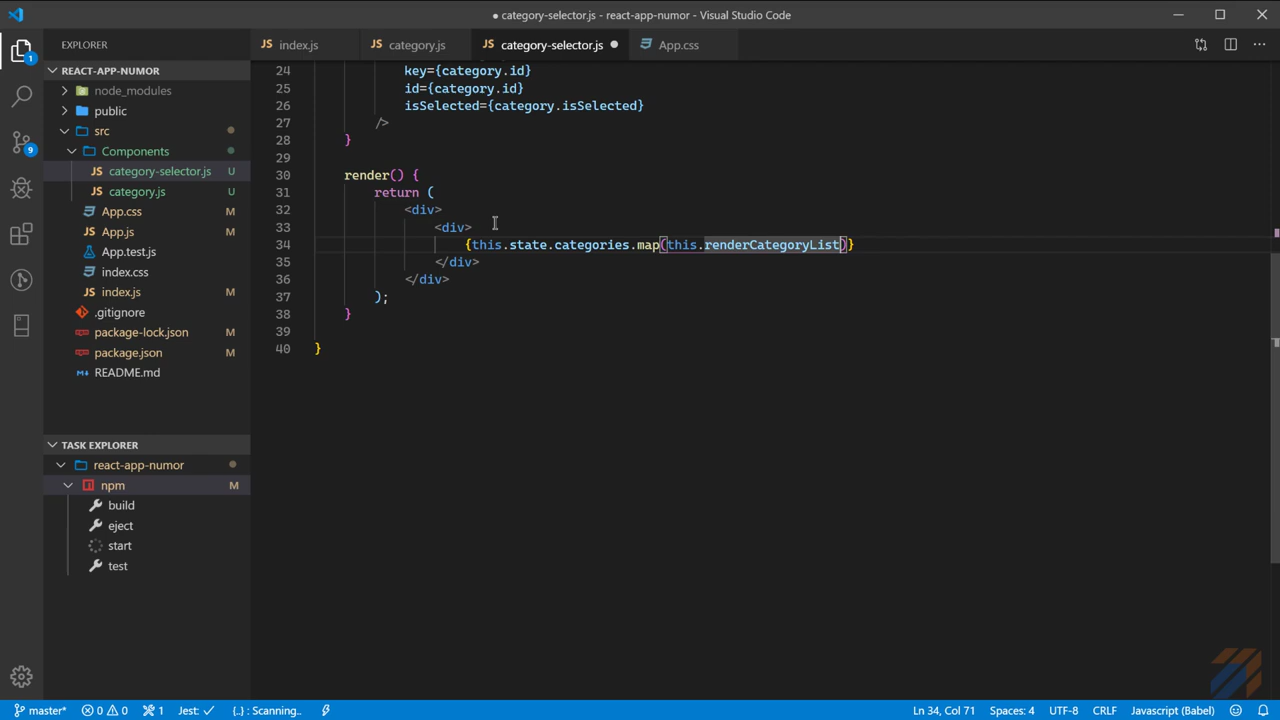 ● category-selector.js - react-app-numor - Visual Studio Code
EXPLORER
JS index.js
JS category.js
JS category-selector.js
App.css
REACT-APP-NUMOR
node_modules
public
src
Components
JS category-selector.js U
JS category.js U
App.css M
JS App.js M
App.test.js
index.css
JS index.js M
.gitignore
package-lock.json M
package.json M
README.md
TASK EXPLORER
react-app-numor
npm M
build
eject
start
test
1
9
24 key={category.id}
25 id={category.id}
26 isSelected={category.isSelected}
27 />
28 }
29
30 render() {
31 return (
32 <div>
33 <div>
34 {this.state.categories.map(this.renderCategoryList)}
35 </div>
36 </div>
37 );
38 }
39
40 }
master* 0 0 1 Jest: ✓ {..} : Scanning.. Ln 34, Col 71 Spaces: 4 UTF-8 CRLF Javascript (Babel)